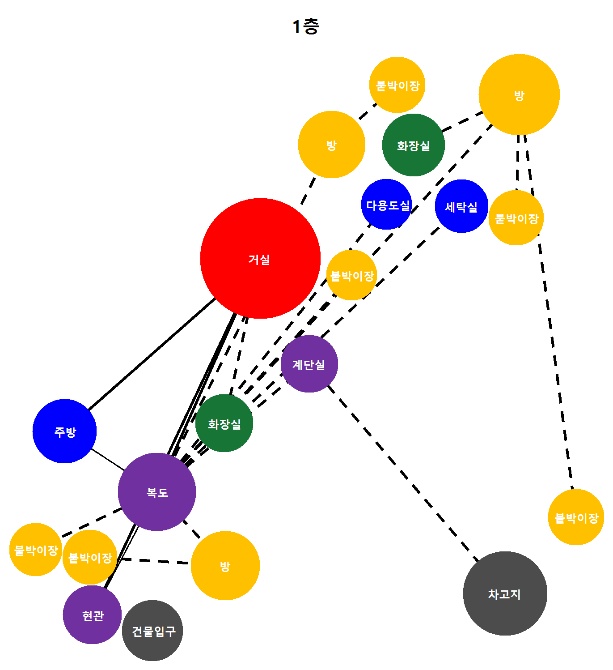 1층
붙박이장
방
방
화장실
다용도실
세탁실
붙박이장
거실
붙박이장
계단실
화장실
주방
복도
붙박이장
붙박이장
붙박이장
방
차고지
현관
건물입구